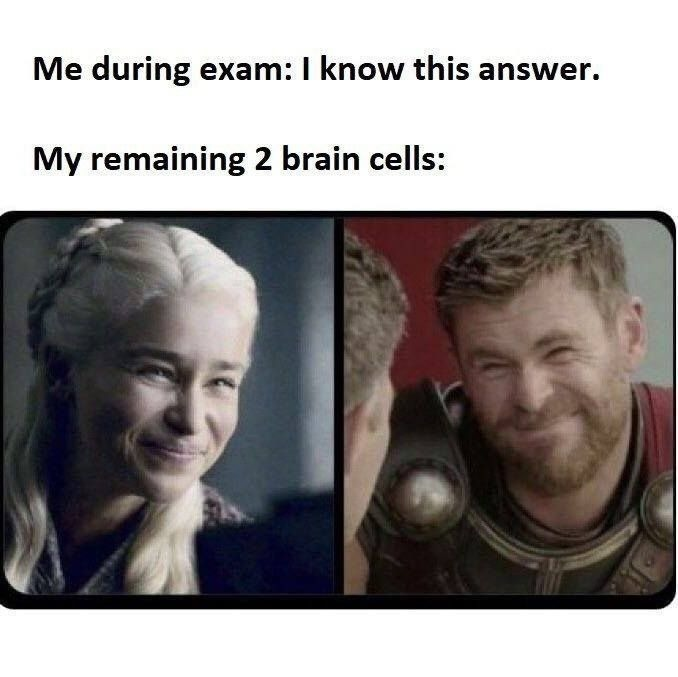 Me during exam: I know this answer.
My remaining 2 brain cells: